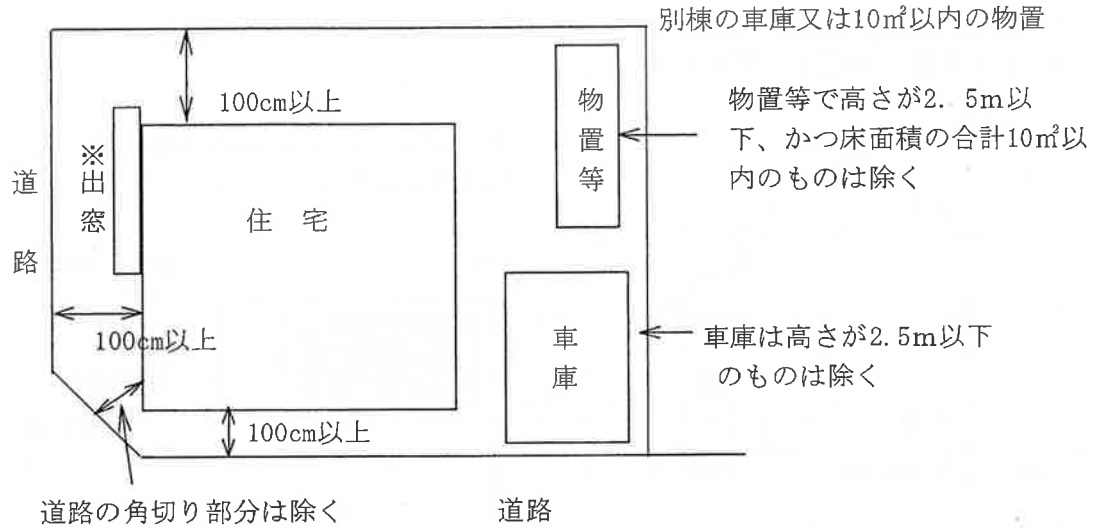 別棟の車庫又は10㎡以内の物置
100cm以上
物置等
物置等で高さが2.5m以
下、かつ床面積の合計10㎡以
内のものは除く
※出窓
道路
住宅
100cm以上
車庫
車庫は高さが2.5m以下
のものは除く
100cm以上
道路の角切り部分は除く
道路